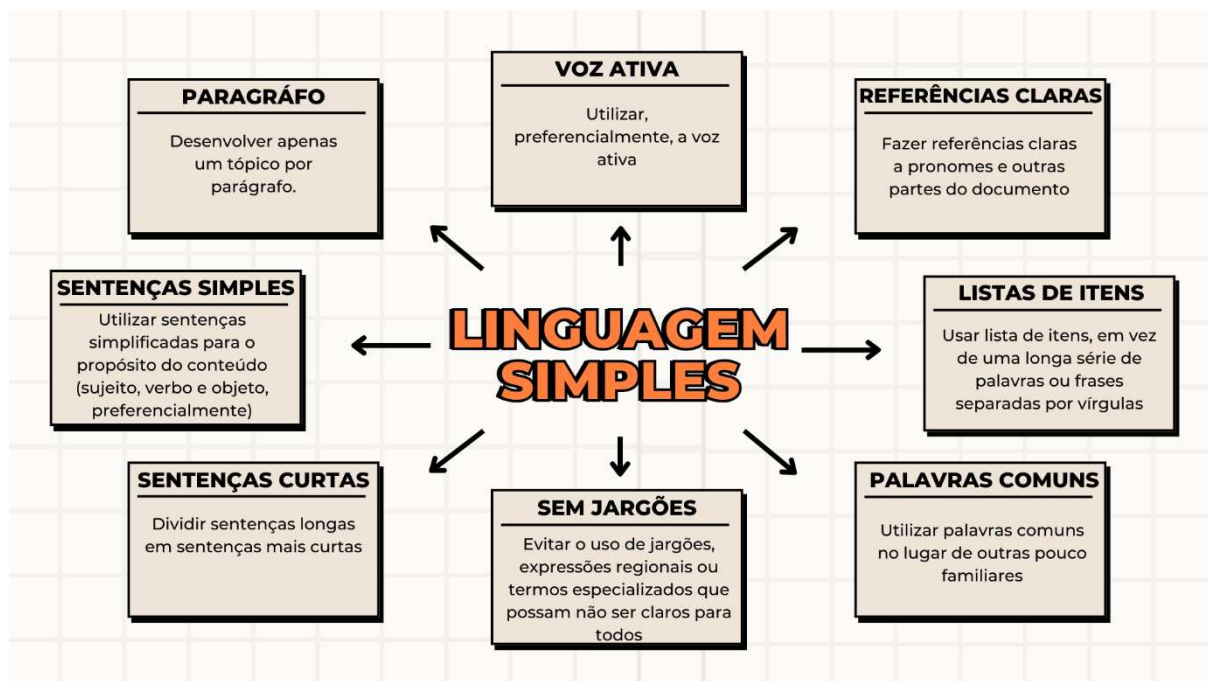 VOZ ATIVA
Utilizar,
preferencialmente, a voz
ativa
PARAGRÁFO
Desenvolver apenas
um tópico por
parágrafo.
REFERÊNCIAS CLARAS
Fazer referências claras
a pronomes e outras
partes do documento
SENTENÇAS SIMPLES
Utilizar sentenças
simplificadas para o
propósito do conteúdo
(sujeito, verbo e objeto,
preferencialmente)
LINGUAGEM
SIMPLES
LISTAS DE ITENS
Usar lista de itens, em vez
de uma longa série de
palavras ou frases
separadas por vírgulas
SENTENÇAS CURTAS
Dividir sentenças longas
em sentenças mais curtas
SEM JARGÕES
Evitar o uso de jargões,
expressões regionais ou
termos especializados que
possam não ser claros para
todos
PALAVRAS COMUNS
Utilizar palavras comuns
no lugar de outras pouco
familiares